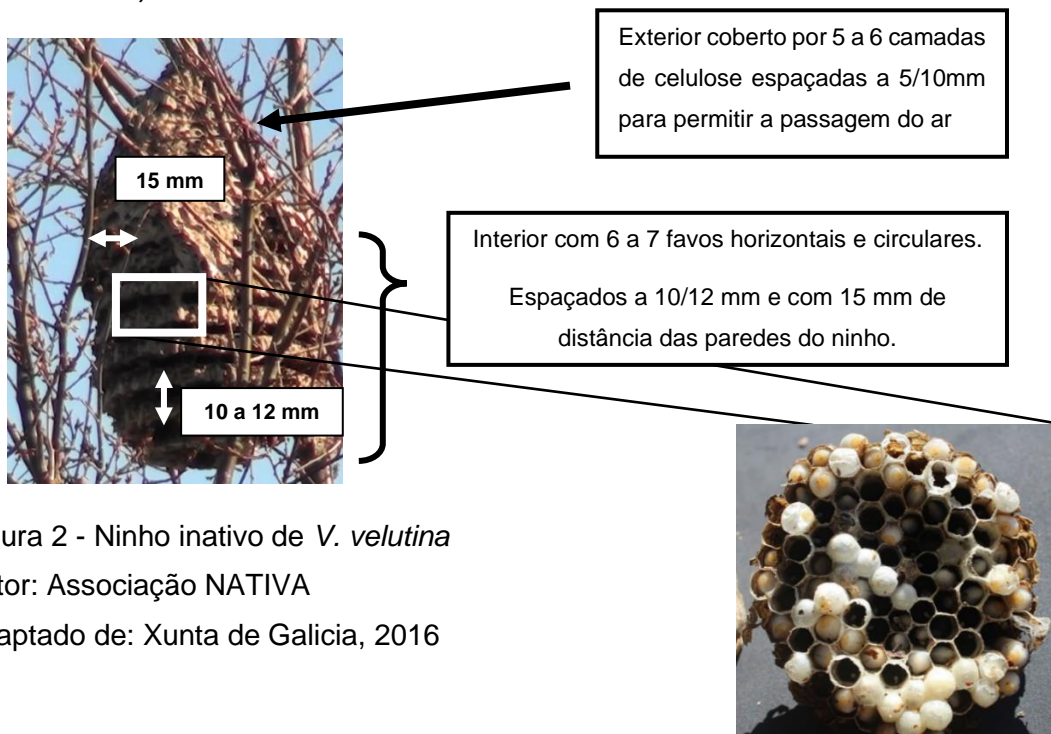 Exterior coberto por 5 a 6 camadas
de celulose espaçadas a 5/10mm
para permitir a passagem do ar
15 mm
Interior com 6 a 7 favos horizontais e circulares.
Espaçados a 10/12 mm e com 15 mm de
distância das paredes do ninho.
10 a 12 mm
ura 2 - Ninho inativo de V. velutina
tor: Associação NATIVA
aptado de: Xunta de Galicia, 2016